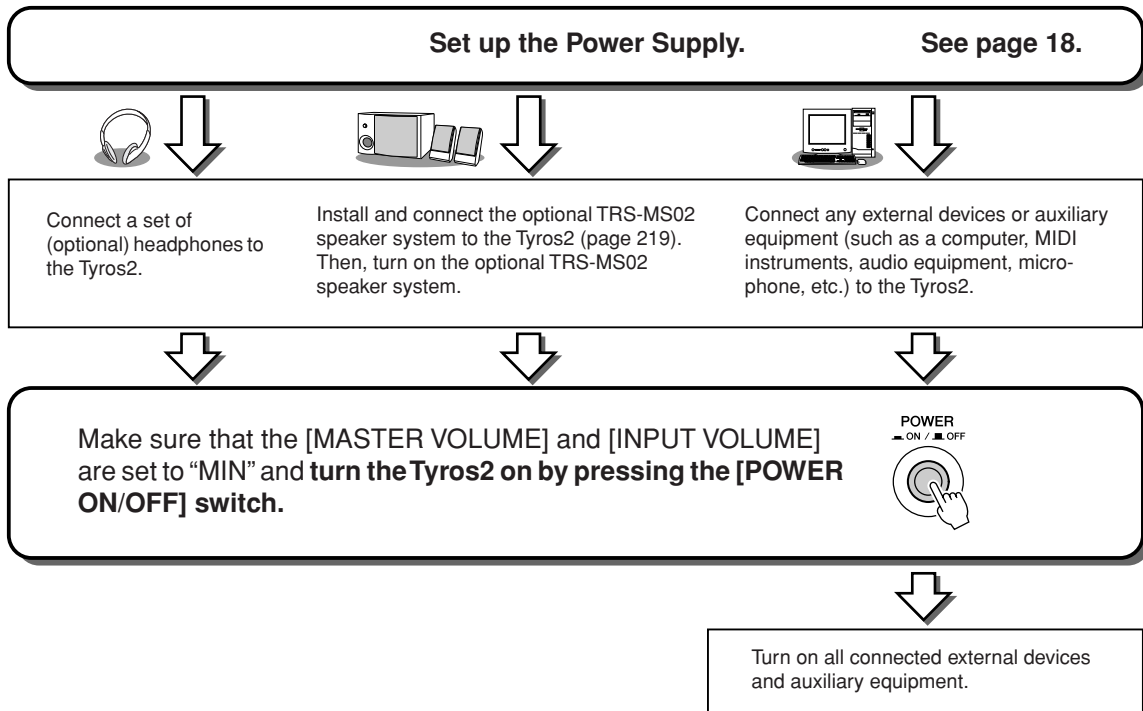 Set up the Power Supply. See page 18.
Connect a set of
(optional) headphones to
the Tyros2.
Install and connect the optional TRS-MS02
speaker system to the Tyros2 (page 219).
Then, turn on the optional TRS-MS02
speaker system.
Connect any external devices or auxiliary
equipment (such as a computer, MIDI
instruments, audio equipment, micro-
phone, etc.) to the Tyros2.
Make sure that the [MASTER VOLUME] and [INPUT VOLUME]
are set to “MIN” and turn the Tyros2 on by pressing the [POWER
ON/OFF] switch.
POWER
ON / OFF
Turn on all connected external devices
and auxiliary equipment.